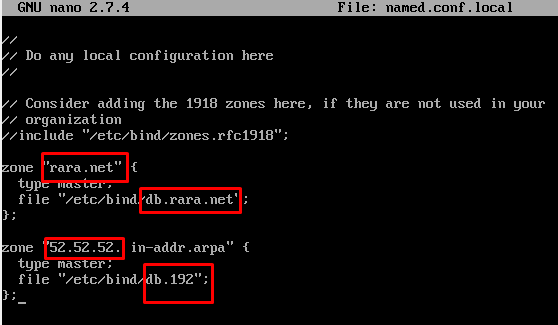 GNU nano 2.7.4 File: named.conf.local
//
// Do any local configuration here
//
// Consider adding the 1918 zones here, if they are not used in your
// organization
//include "/etc/bind/zones.rfc1918";
zone "rara.net" {
type master;
file "/etc/bind/db.rara.net";
};
zone "52.52.52. in-addr.arpa" {
type master;
file "/etc/bind/db.192";
};_